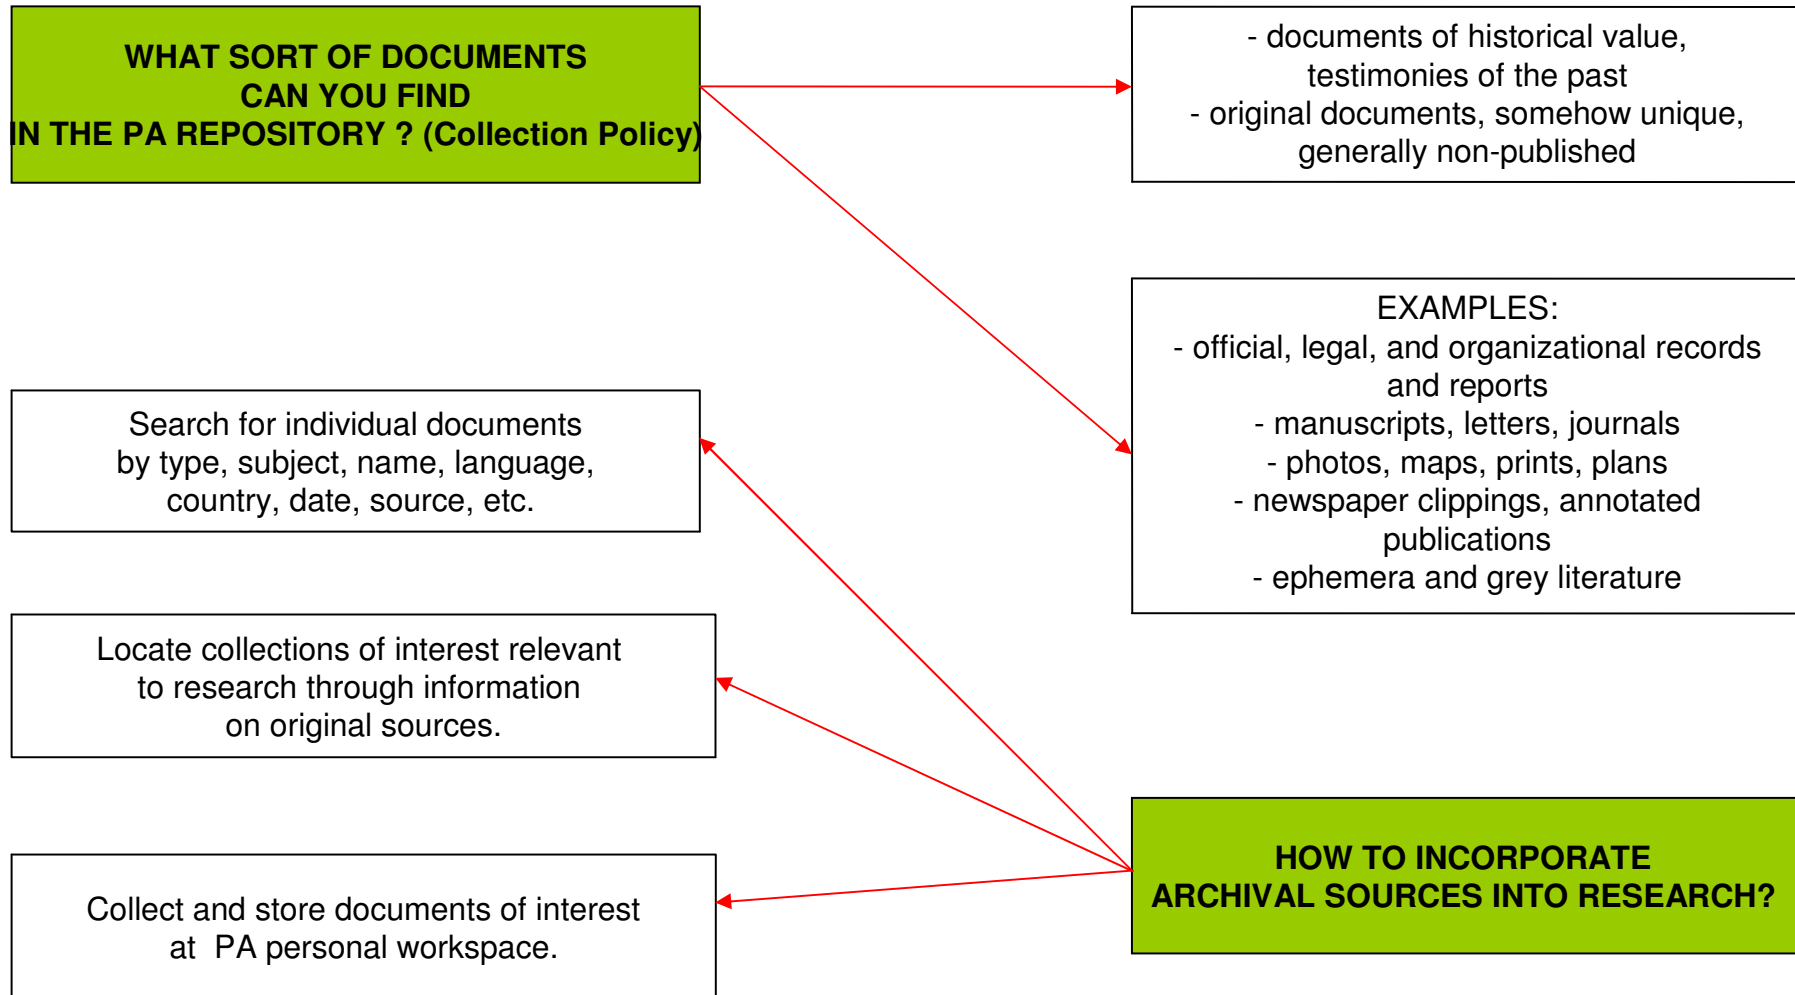 WHAT SORT OF DOCUMENTS
CAN YOU FIND
IN THE PA REPOSITORY ? (Collection Policy)
- documents of historical value,
testimonies of the past
- original documents, somehow unique,
generally non-published
EXAMPLES:
- official, legal, and organizational records
and reports
- manuscripts, letters, journals
- photos, maps, prints, plans
- newspaper clippings, annotated
publications
- ephemera and grey literature
Search for individual documents
by type, subject, name, language,
country, date, source, etc.
Locate collections of interest relevant
to research through information
on original sources.
Collect and store documents of interest
at  PA personal workspace.
HOW TO INCORPORATE
ARCHIVAL SOURCES INTO RESEARCH?